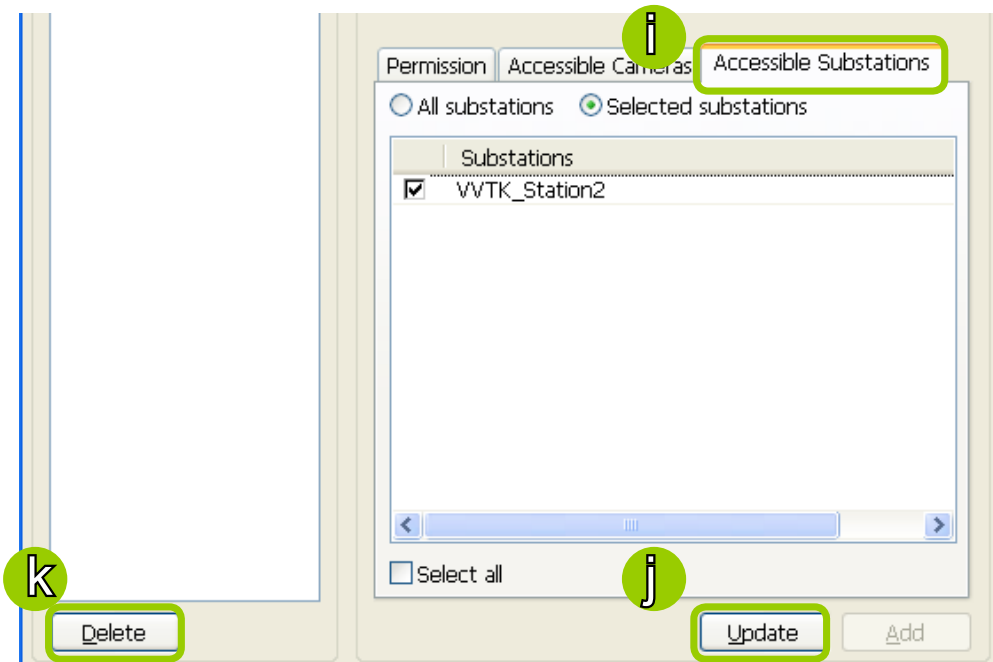 i
Permission Accessible Cameras Accessible Substations
All substations Selected substations
Substations
VVTK_Station2
Select all
k
j
Delete Update Add